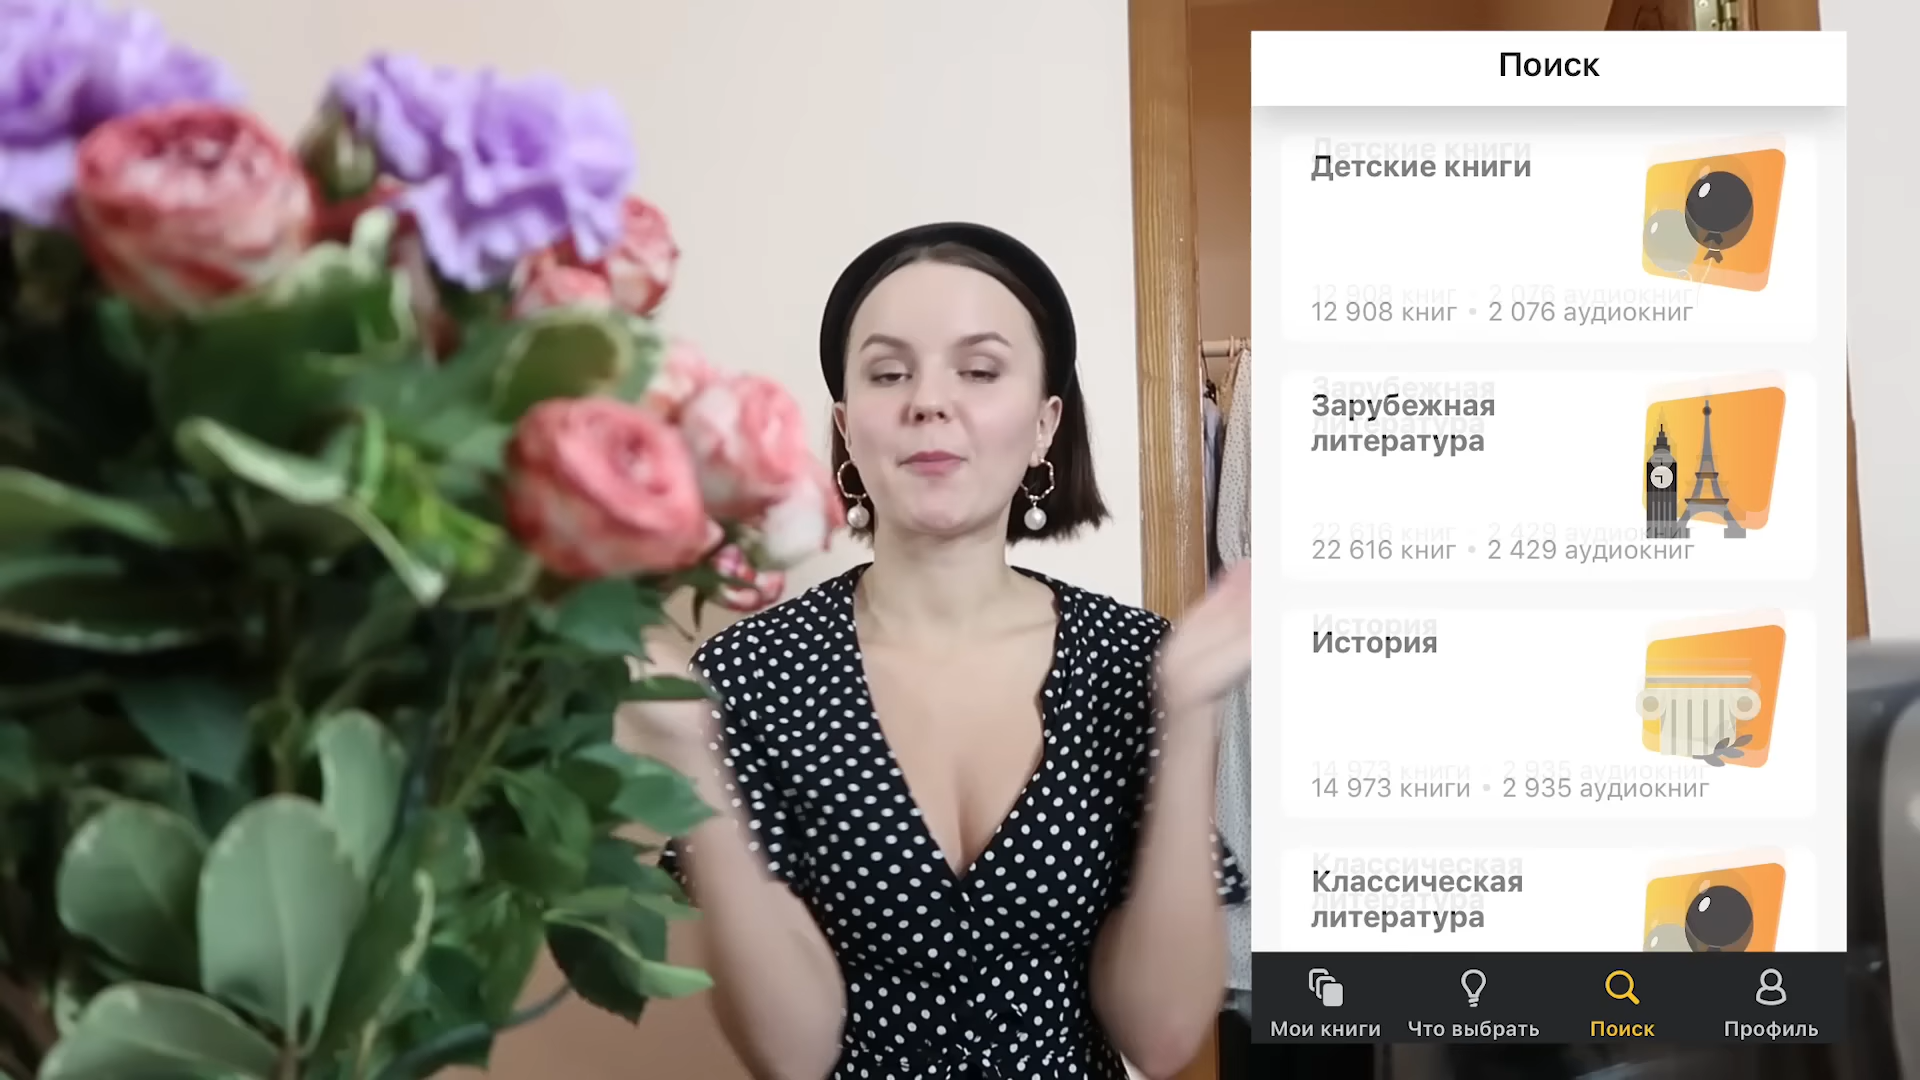 Поиск
Детские книги
12 908 книг • 2 076 аудиокниг
Зарубежная
литература
22 616 книг • 2 429 аудиокниг
История
14 973 книги • 2 935 аудиокниг
Классическая
литература
Мои книги
Что выбрать
Поиск
Профиль